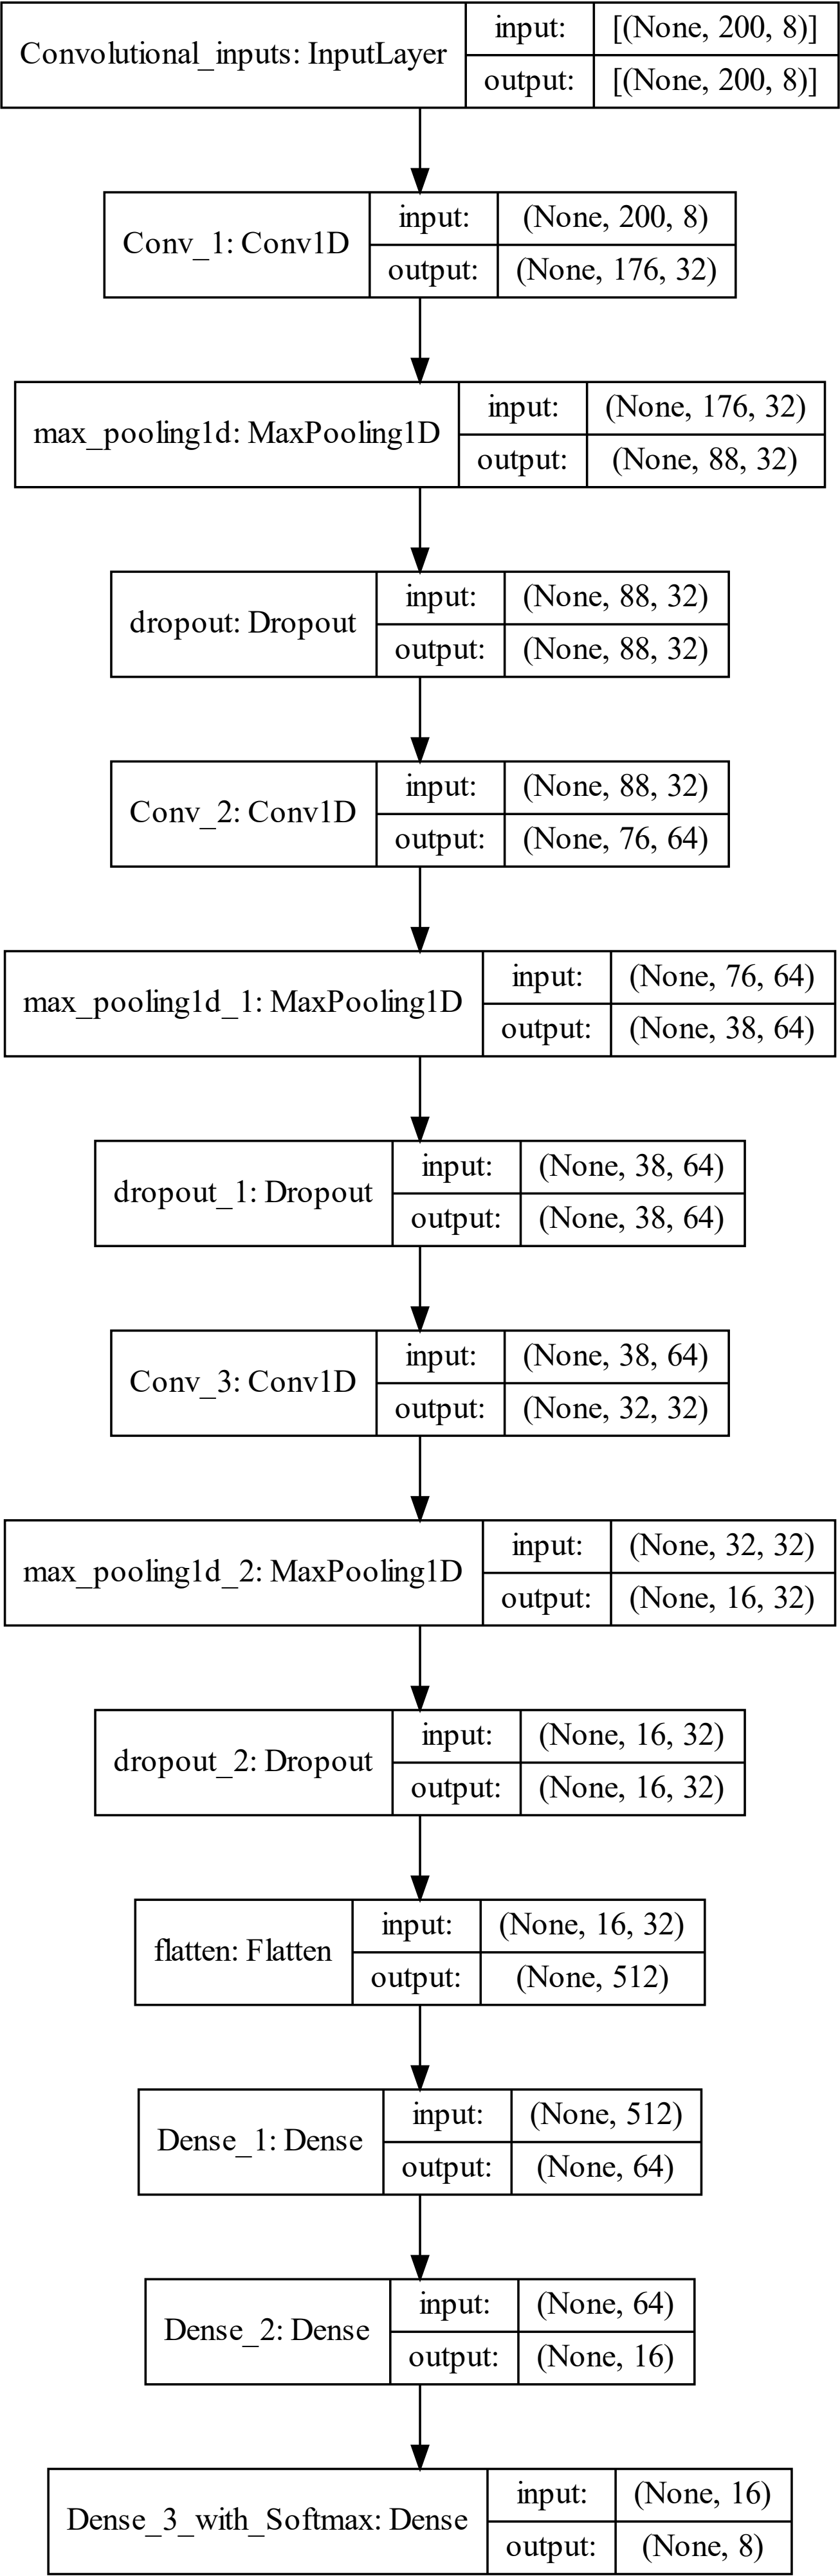 Convolutional_inputs: InputLayer
input: [(None, 200, 8)]
output: [(None, 200, 8)]
Conv_1: Conv1D
input: (None, 200, 8)
output: (None, 176, 32)
max_pooling1d: MaxPooling1D
input: (None, 176, 32)
output: (None, 88, 32)
dropout: Dropout
input: (None, 88, 32)
output: (None, 88, 32)
Conv_2: Conv1D
input: (None, 88, 32)
output: (None, 76, 64)
max_pooling1d_1: MaxPooling1D
input: (None, 76, 64)
output: (None, 38, 64)
dropout_1: Dropout
input: (None, 38, 64)
output: (None, 38, 64)
Conv_3: Conv1D
input: (None, 38, 64)
output: (None, 32, 32)
max_pooling1d_2: MaxPooling1D
input: (None, 32, 32)
output: (None, 16, 32)
dropout_2: Dropout
input: (None, 16, 32)
output: (None, 16, 32)
flatten: Flatten
input: (None, 16, 32)
output: (None, 512)
Dense_1: Dense
input: (None, 512)
output: (None, 64)
Dense_2: Dense
input: (None, 64)
output: (None, 16)
Dense_3_with_Softmax: Dense
input: (None, 16)
output: (None, 8)